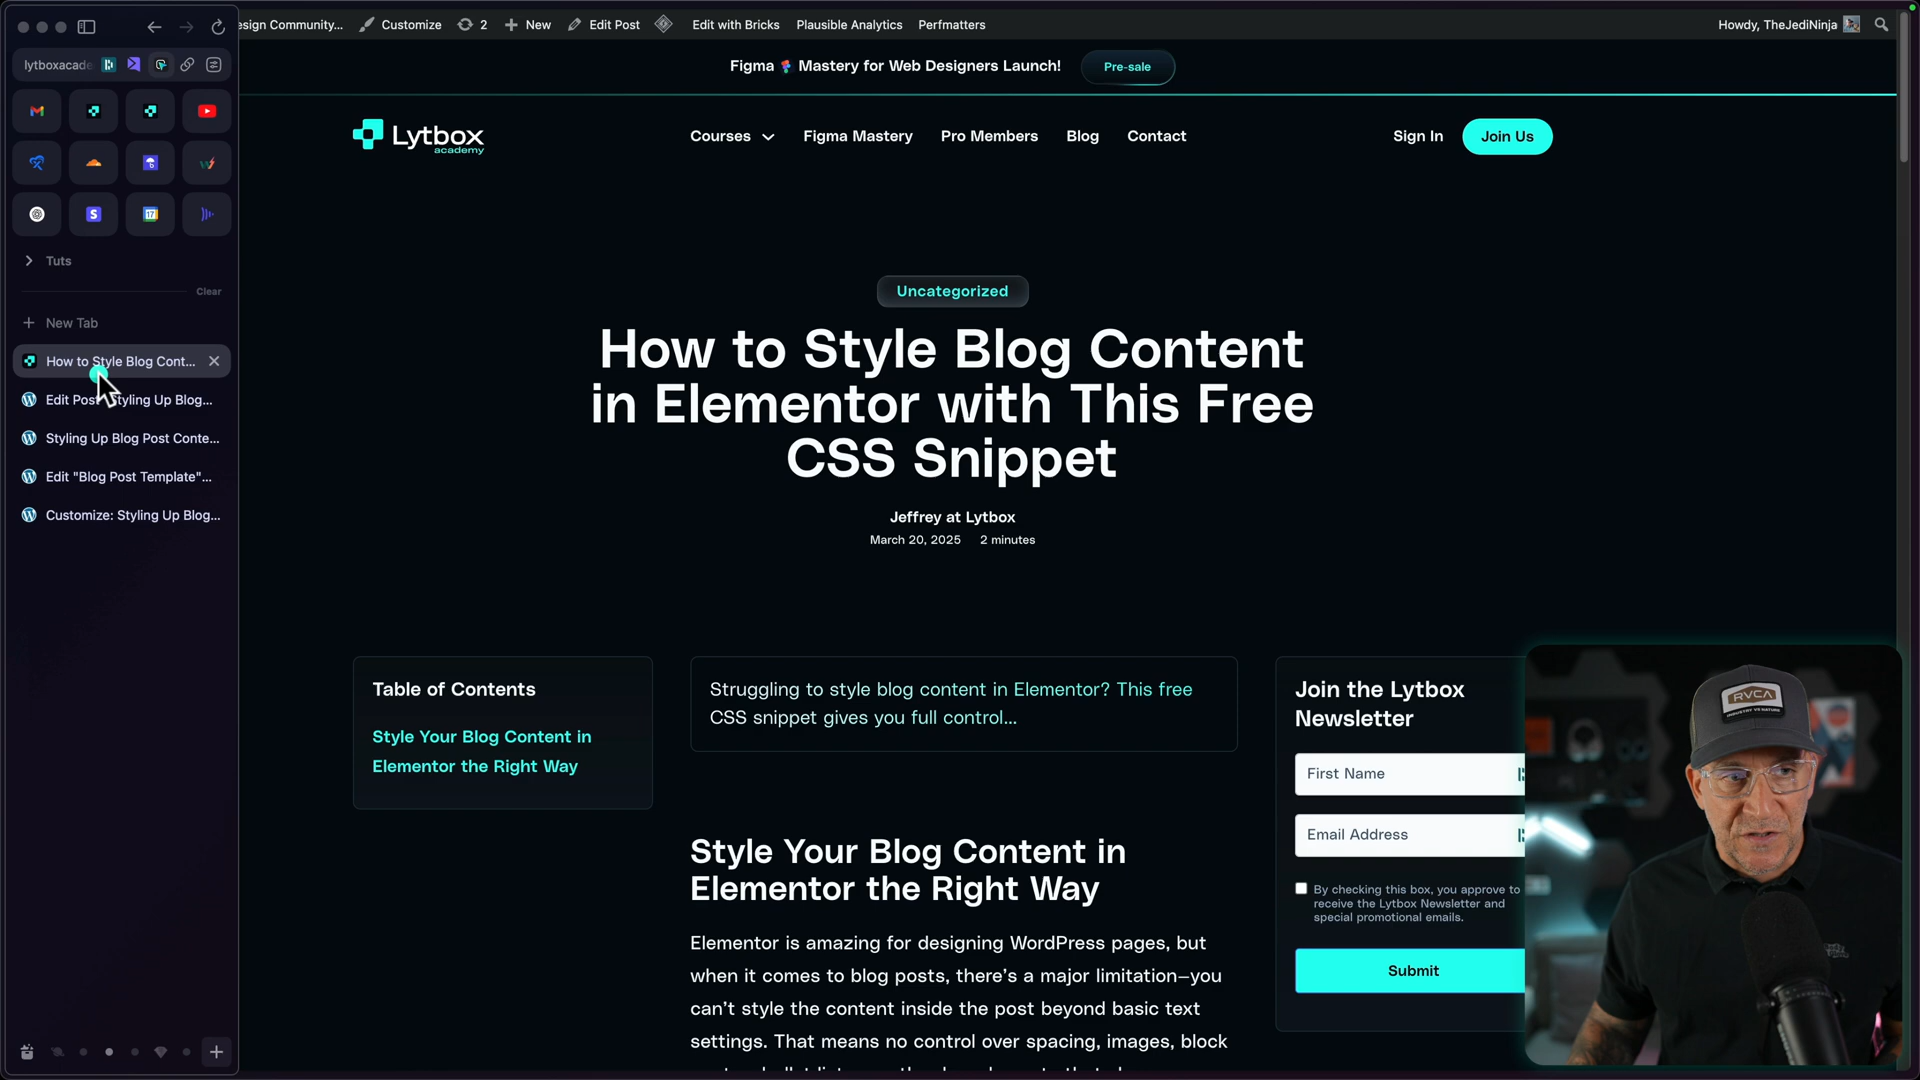 esign Community...
Customize
2
New
Edit Post
Edit with Bricks
Plausible Analytics
Perfmatters
Howdy, TheJediNinja
lytboxacade
Figma Mastery for Web Designers Launch!
Pre-sale
Lytbox
academy
Courses
Figma Mastery
Pro Members
Blog
Contact
Sign In
Join Us
S
17
Tuts
Clear
New Tab
How to Style Blog Cont...
Styling Up Blog Post Conte...
Edit "Blog Post Template"...
Customize: Styling Up Blog...
Uncategorized
How to Style Blog Content
in Elementor with This Free
CSS Snippet
Jeffrey at Lytbox
March 20, 2025
2 minutes
Table of Contents
Style Your Blog Content in
Elementor the Right Way
Struggling to style blog content in Elementor? This free
CSS snippet gives you full control...
Style Your Blog Content in
Elementor the Right Way
Elementor is amazing for designing WordPress pages, but
when it comes to blog posts, there's a major limitation—you
can't style the content inside the post beyond basic text
settings. That means no control over spacing, images, block
Join the Lytbox
Newsletter
First Name
Email Address
By checking this box, you approve to
receive the Lytbox Newsletter and
special promotional emails.
Submit
RVCA